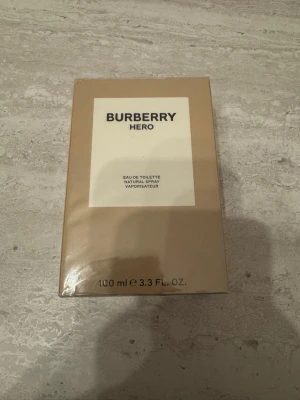 BURBERRY
HERO
EAU DE TOILETTE
NATURAL SPRAY
VAPORISATEUR
100 ml ℮ 3.3 FL. OZ.